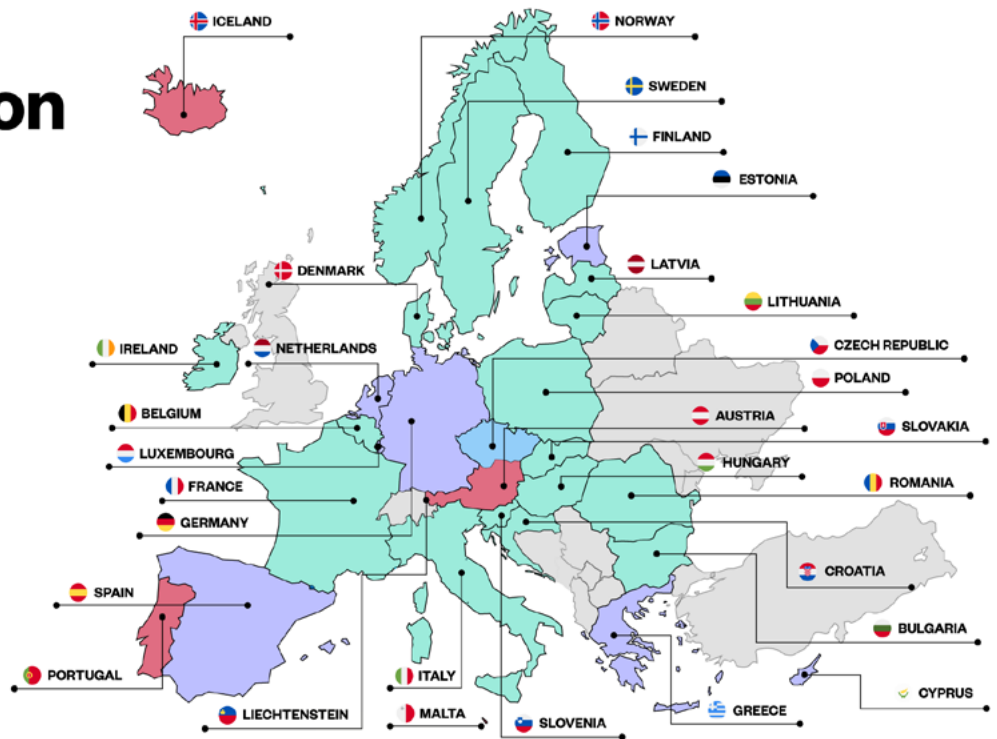 on
ICELAND
NORWAY
SWEDEN
FINLAND
ESTONIA
DENMARK
LATVIA
LITHUANIA
IRELAND
NETHERLANDS
CZECH REPUBLIC
POLAND
BELGIUM
AUSTRIA
SLOVAKIA
LUXEMBOURG
HUNGARY
FRANCE
ROMANIA
GERMANY
CROATIA
SPAIN
BULGARIA
PORTUGAL
ITALY
CYPRUS
LIECHTENSTEIN
MALTA
GREECE
SLOVENIA